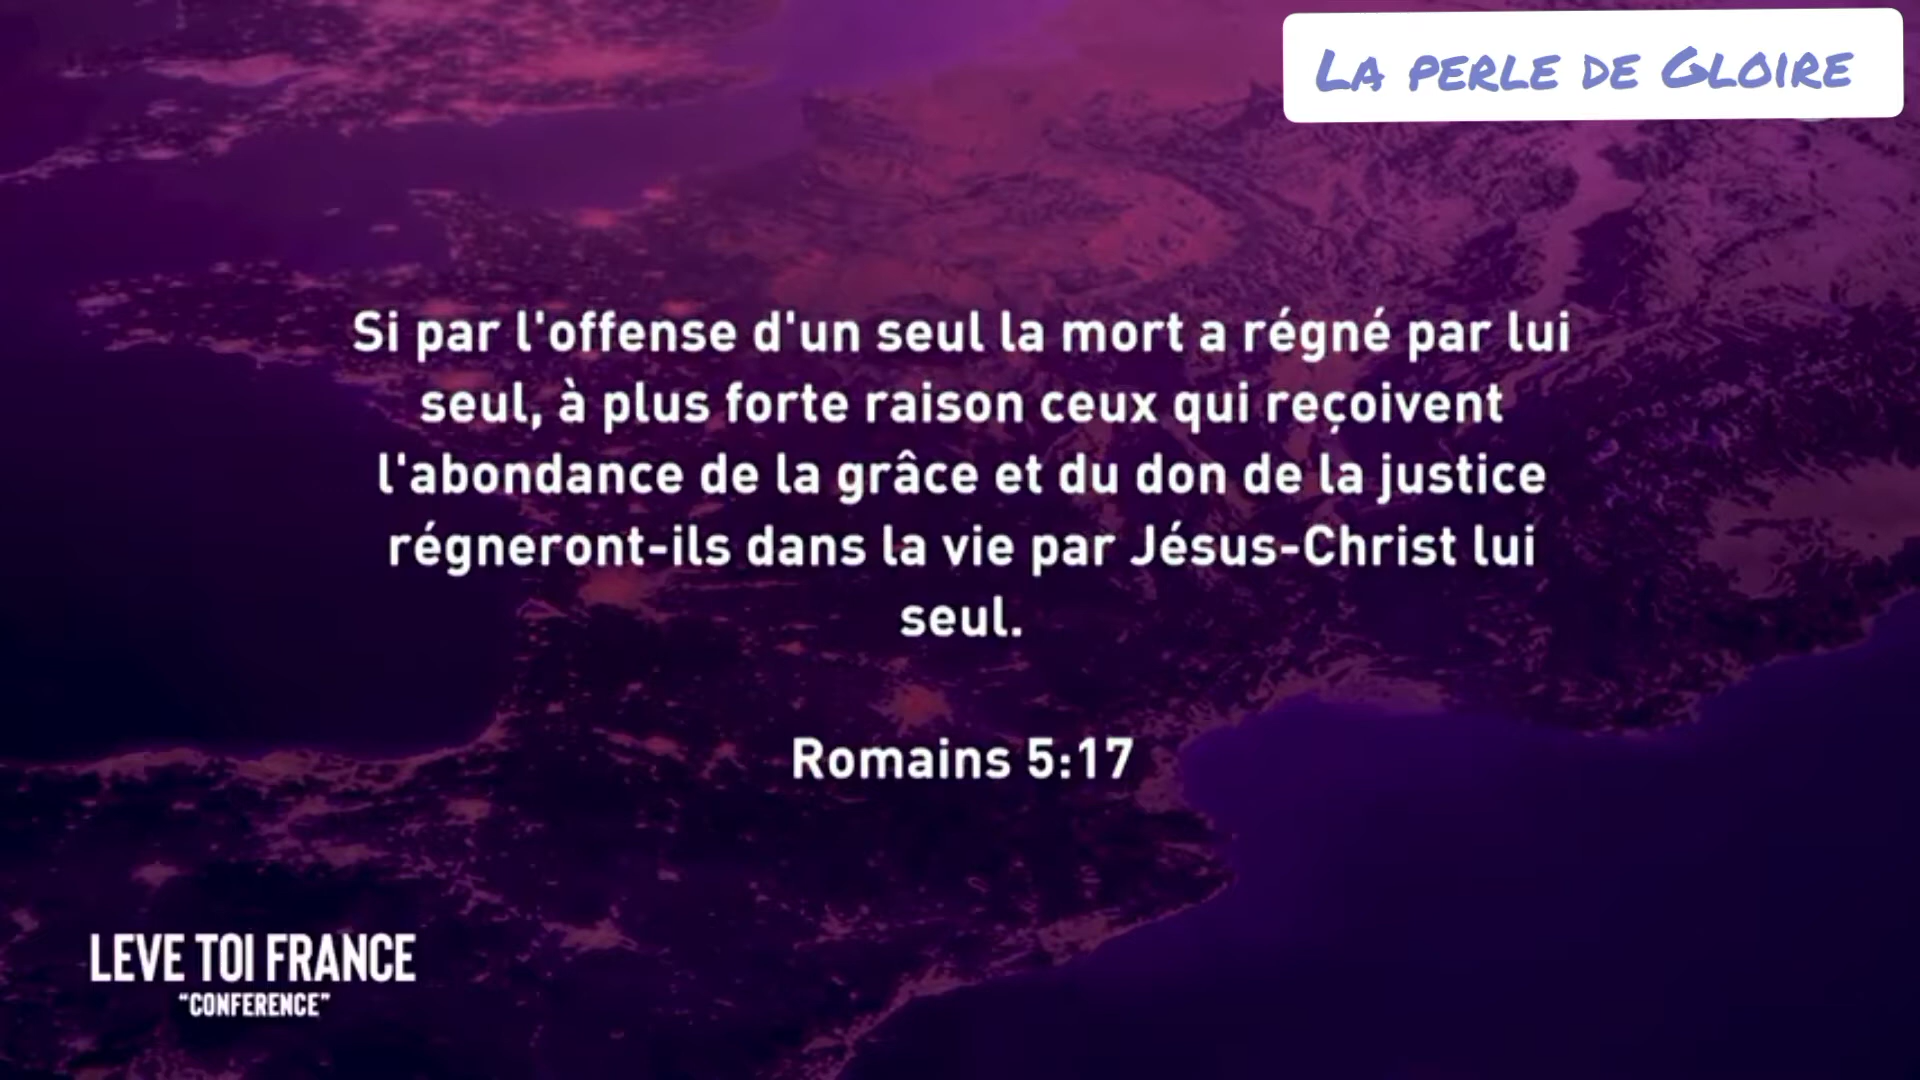 La perle de Gloire
Si par l'offense d'un seul la mort a régné par lui
seul, à plus forte raison ceux qui reçoivent
l'abondance de la grâce et du don de la justice
régneront-ils dans la vie par Jésus-Christ lui
seul.
Romains 5:17
LEVE TOI FRANCE
"CONFERENCE"